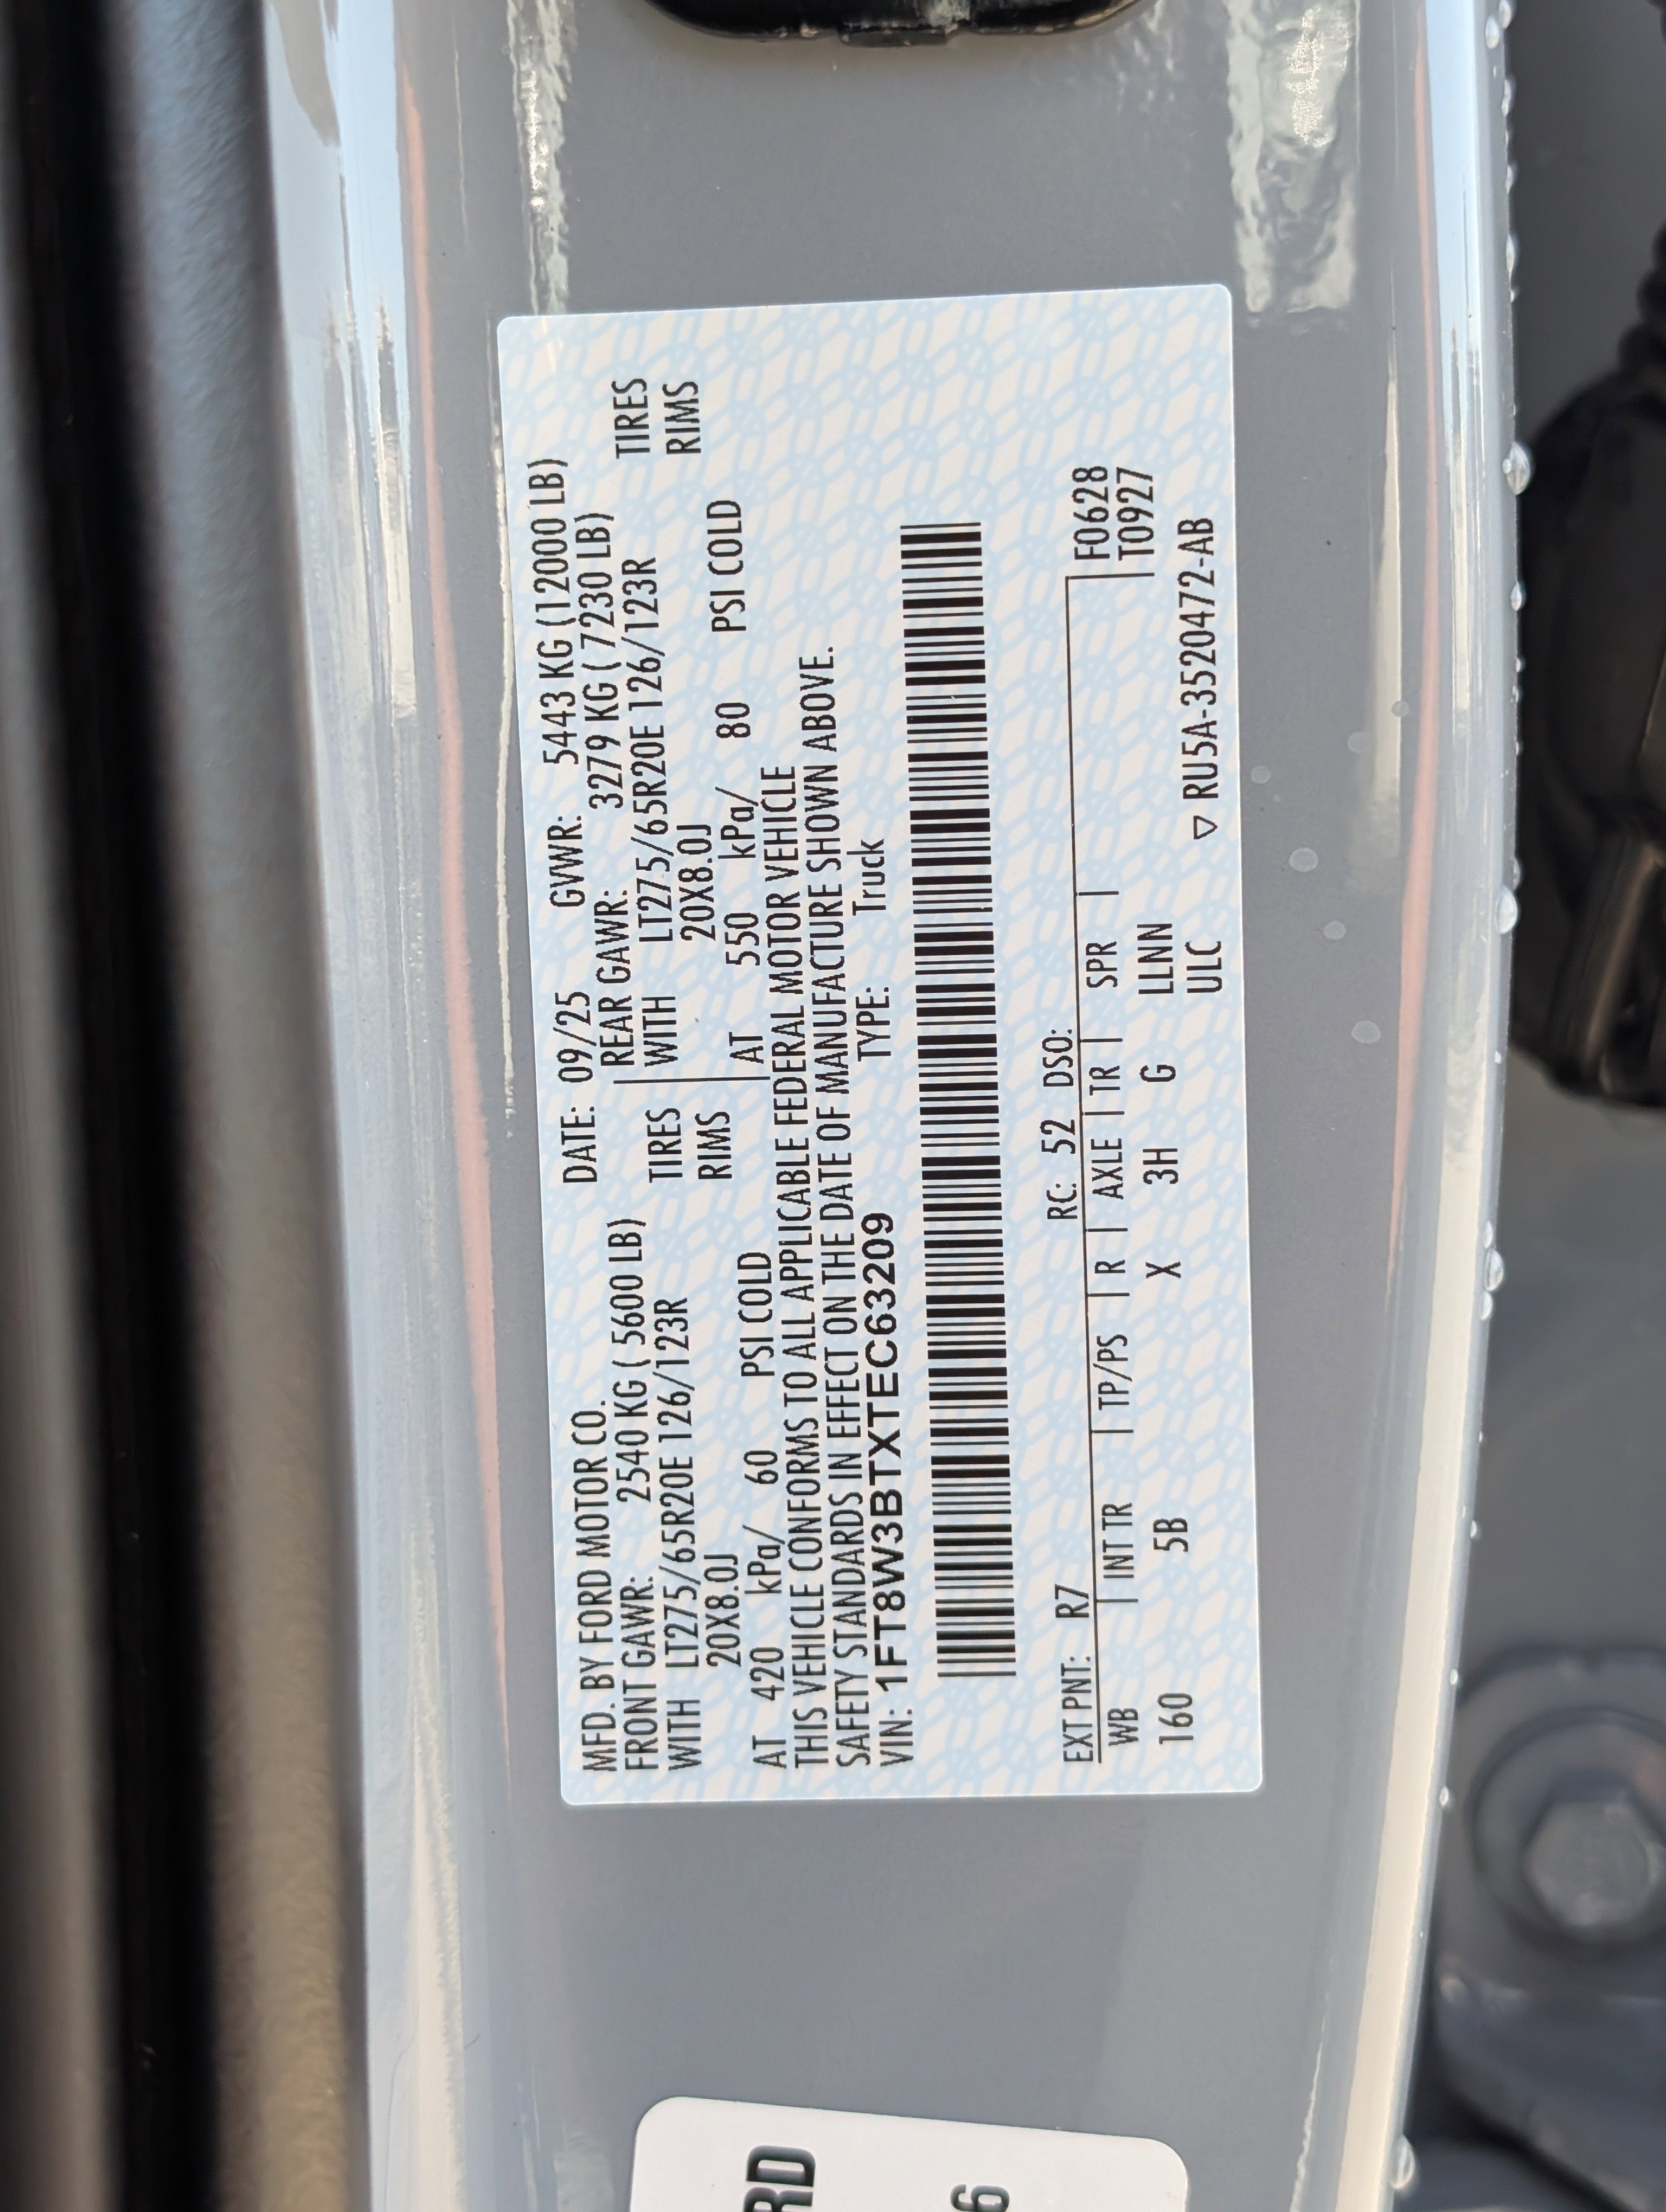 MFD. BY FORD MOTOR CO. DATE: 09/25 GVWR: 5443 KG (12000 LB)
FRONT GAWR: 2540 KG ( 5600 LB) REAR GAWR: 3279 KG ( 7230 LB)
WITH LT275/65R20E 126/123R TIRES WITH LT275/65R20E 126/123R TIRES
20X8.0J RIMS 20X8.0J RIMS
AT 420 kPa/ 60 PSI COLD AT 550 kPa/ 80 PSI COLD
THIS VEHICLE CONFORMS TO ALL APPLICABLE FEDERAL MOTOR VEHICLE
SAFETY STANDARDS IN EFFECT ON THE DATE OF MANUFACTURE SHOWN ABOVE.
VIN: 1FT8W3BTXTEC63209 TYPE: Truck
EXT PNT: R7 RC: 52 DSO:
WB | INT TR | TP/PS | R | AXLE | TR | SPR | F0628
160 5B X 3H G LLNN T0927
ULC ▽ RU5A-3520472-AB
RD
6